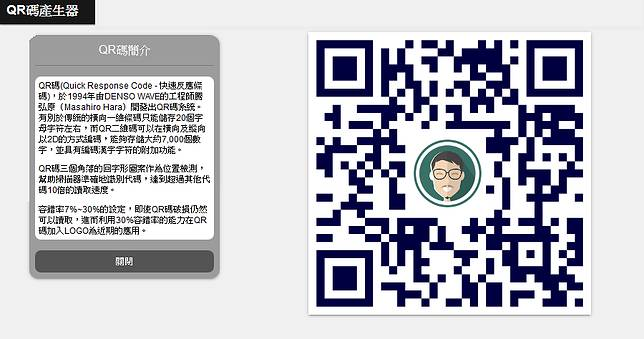 QR碼產生器
QR碼簡介
QR碼(Quick Response Code - 快速反應條
碼)，於1994年由DENSO WAVE的工程師騰
弘原（Masahiro Hara）開發出QR碼系統。
有別於傳統的橫向一維條碼只能儲存20個字
母字符左右，而QR二維碼可以在橫向及縱向
以2D的方式編碼，能夠存儲大約7,000個數
字，並具有編碼漢字字符的附加功能。
QR碼三個角落的回字形圖案作為位置檢測，
幫助掃描器準確地識別代碼，達到超過其他代
碼10倍的讀取速度。
容錯率7%~30%的設定，即使QR碼破損仍然
可以讀取，進而利用30%容錯率的能力在QR
碼加入LOGO為近期的應用。
關閉